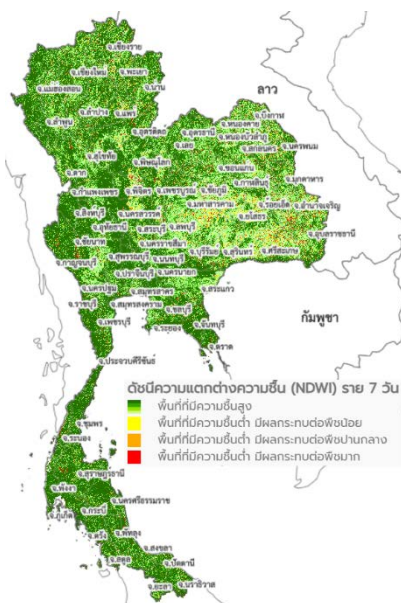 จ.เชียงราย
จ.เชียงใหม่
จ.พะเยา
จ.แม่ฮ่องสอน
จ.น่าน
ลาว
จ.ลำปาง
จ.แพร่
จ.ลำพูน
จ.อุตรดิตถ์
จ.บึงกาฬ
จ.หนองคาย
จ.อุดรธานี
จ.เลย
จ.หนองบัวลำภู
จ.สกลนคร
จ.นครพนม
จ.สุโขทัย
จ.พิษณุโลก
จ.ตาก
จ.ขอนแก่น
จ.กาฬสินธุ์
จ.มุกดาหาร
จ.กำแพงเพชร
จ.พิจิตร
จ.เพชรบูรณ์
จ.ชัยภูมิ
จ.มหาสารคาม
จ.ร้อยเอ็ด
จ.อำนาจเจริญ
จ.ยโสธร
จ.สิงหบุรี
จ.นครสวรรค์
จ.อุทัยธานี
จ.สระบุรี
จ.ลพบุรี
จ.อุบลราชธานี
จ.ชัยนาท
จ.นครราชสีมา
จ.บุรีรัมย์
จ.สุรินทร์
จ.ศรีสะเกษ
จ.สุพรรณบุรี
จ.นนทบุรี
จ.กาญจนบุรี
จ.ปราจีนบุรี
จ.นครนายก
จ.นครปฐม
จ.สมุทรสาคร
จ.สระแก้ว
จ.ราชบุรี
จ.สมุทรสงคราม
จ.ชลบุรี
กัมพูชา
จ.เพชรบุรี
จ.ระยอง
จ.จันทบุรี
จ.ตราด
จ.ประจวบคีรีขันธ์
ดัชนีความแตกต่างความชื้น (NDWI) ราย 7 วัน
พื้นที่ที่มีความชื้นสูง
พื้นที่ที่มีความชื้นต่ำ มีผลกระทบต่อพืชน้อย
พื้นที่ที่มีความชื้นต่ำ มีผลกระทบต่อพืชปานกลาง
พื้นที่ที่มีความชื้นต่ำ มีผลกระทบต่อพืชมาก
จ.ชุมพร
จ.ระนอง
จ.สุราษฎรธานี
จ.พังงา
จ.นครศรีธรรมราช
จ.กระบี่
จ.ภูเก็ต
จ.ตรัง
จ.พัทลุง
จ.สงขลา
จ.สตูล
จ.ปัตตานี
จ.ยะลา
จ.นราธิวาส